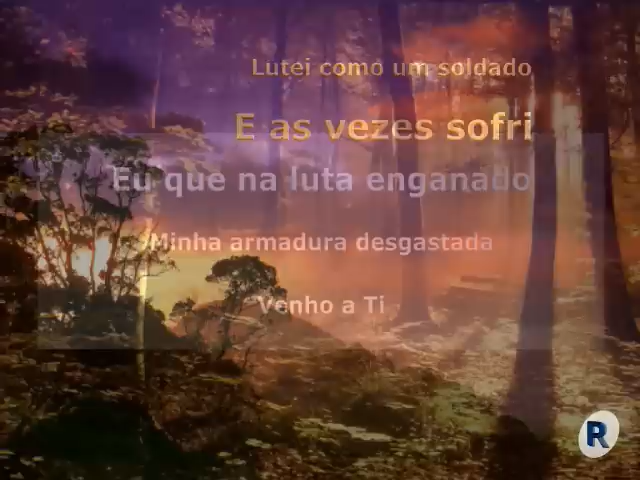 Lutei como um soldado
E as vezes sofri
Eu que na luta enganado
Minha armadura desgastada
Venho a Ti
R